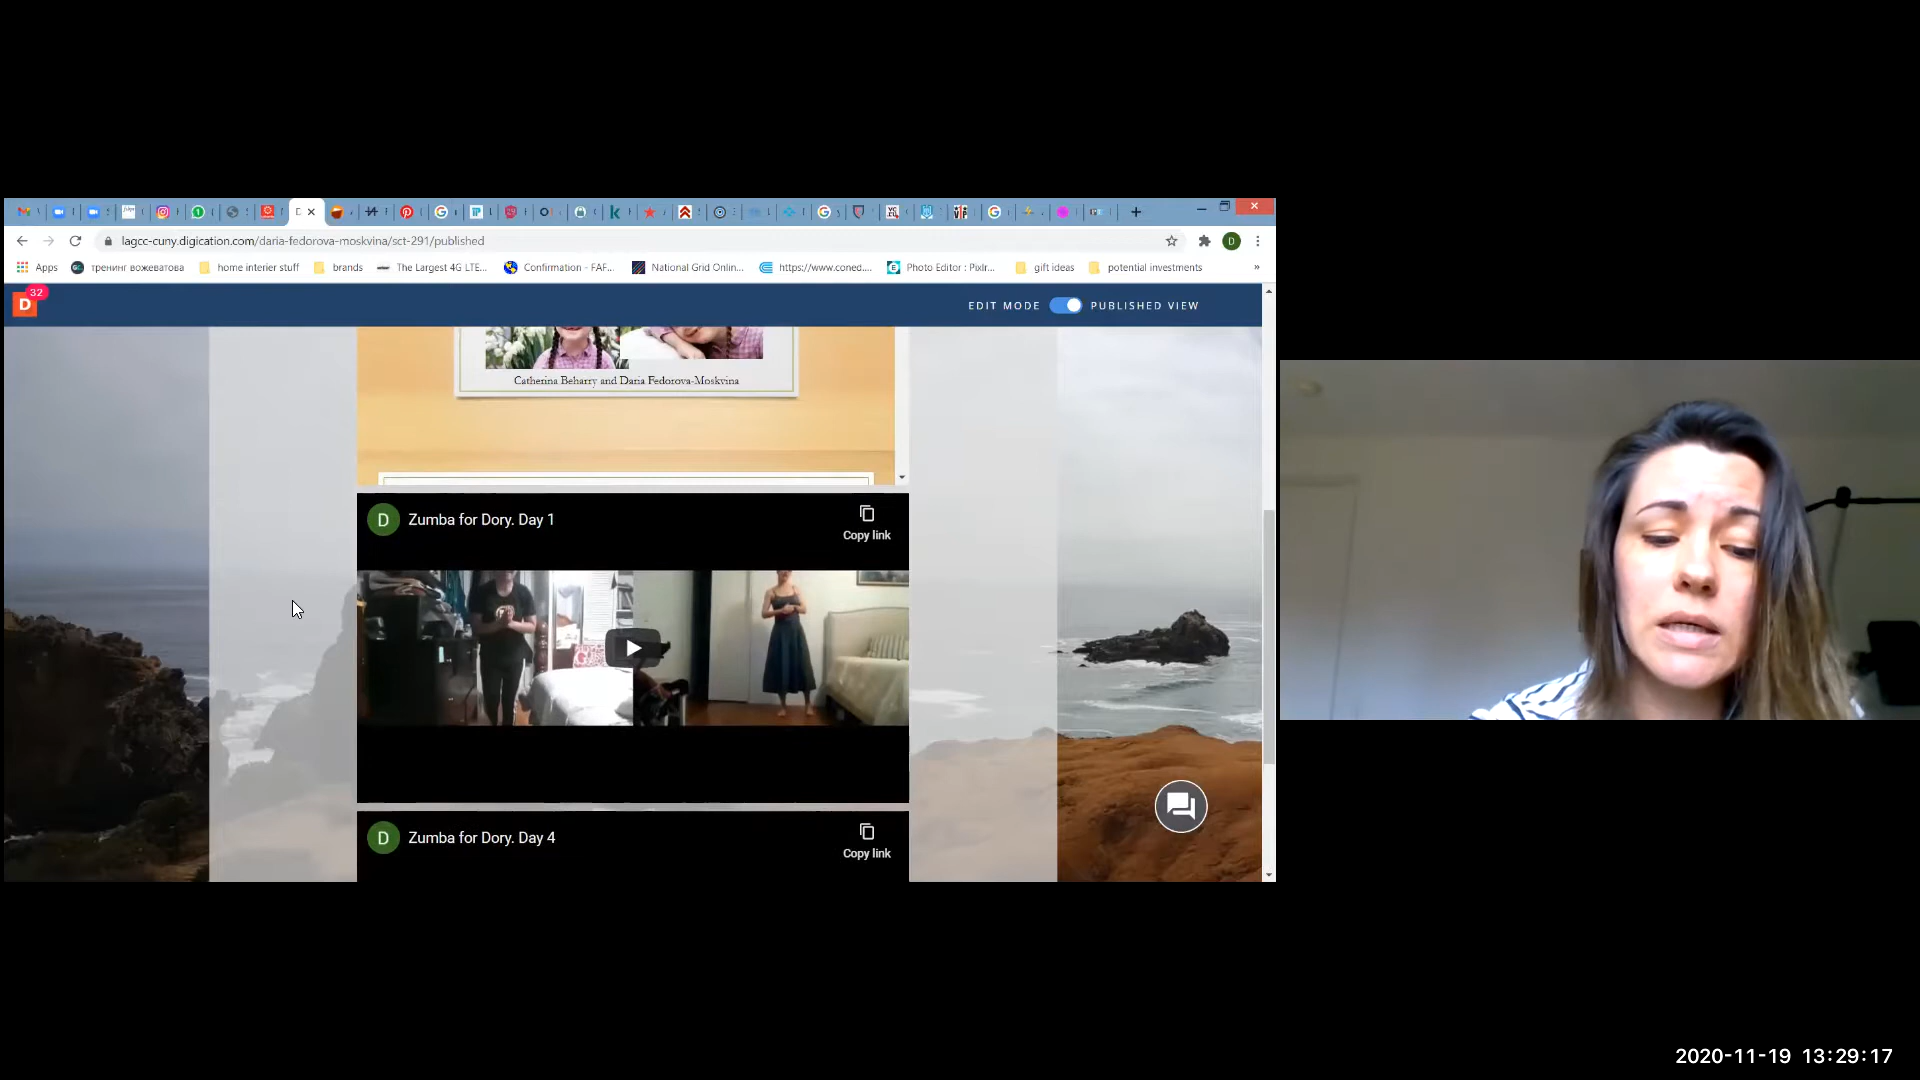 lagcc-cuny.digication.com/daria-fedorova-moskvina/sct-291/published
D
Apps
тренинг вожеватова
home interier stuff
brands
The Largest 4G LTE...
Confirmation - FAF...
National Grid Onlin...
https://www.coned....
Photo Editor : Pixlr...
gift ideas
potential investments
»
D
32
EDIT MODE
PUBLISHED VIEW
Catherina Beharry and Daria Fedorova-Moskvina
D
Zumba for Dory. Day 1
Copy link
D
Zumba for Dory. Day 4
Copy link
2020-11-19 13:29:17